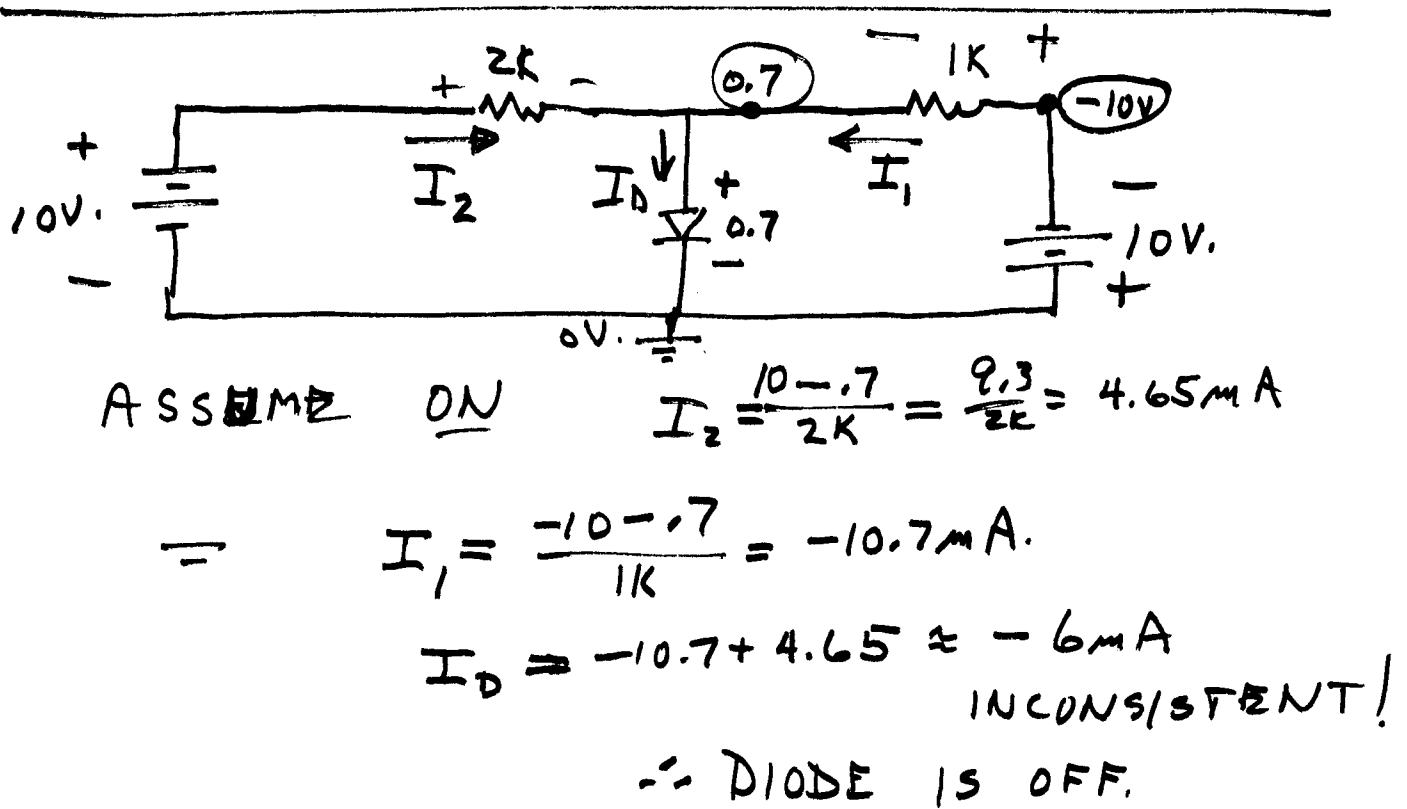 + 2K - 0.7 - 1K + -10V
+ I₂ I_D + I₁ -
10V. 0.7 10V.
- - +
0V.
ASSUME ON I₂ = 10-.7/2K = 9.3/2K = 4.65mA
I₁ = -10-.7/1K = -10.7mA.
I_D = -10.7+4.65 ≈ -6mA
INCONSISTENT!
∴ DIODE IS OFF.